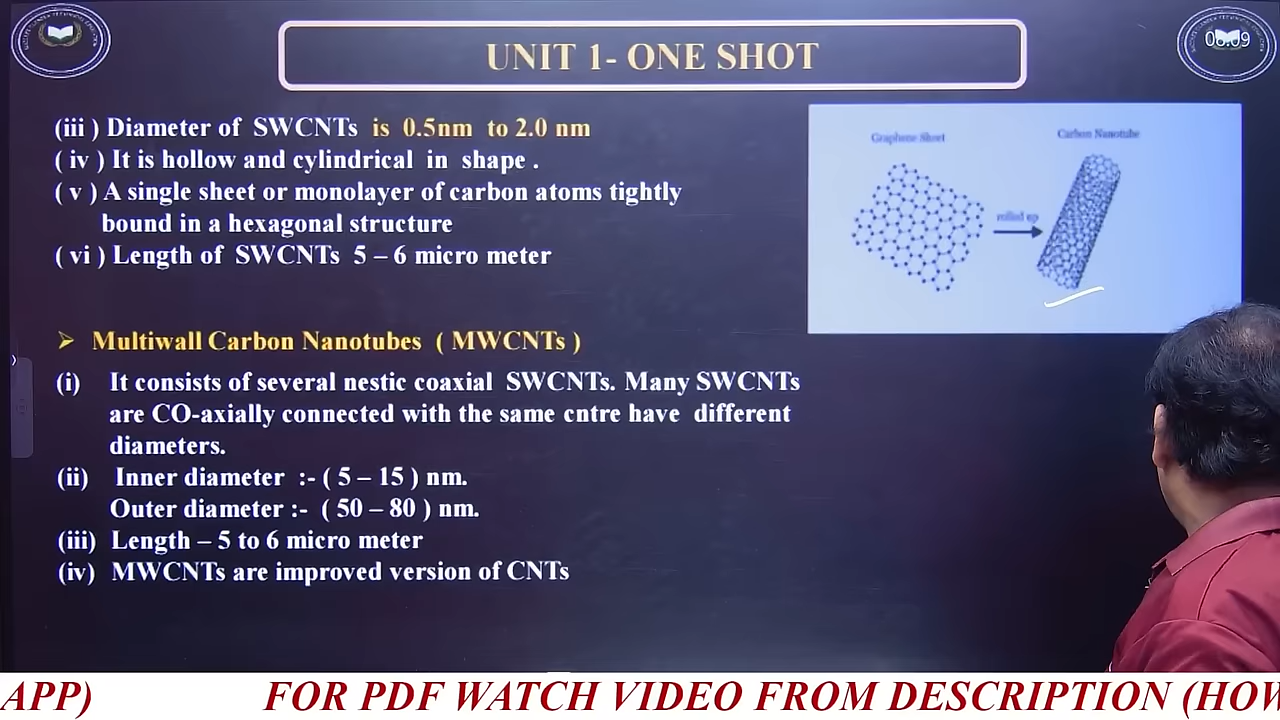 UNIT 1- ONE SHOT
06:09
(iii ) Diameter of SWCNTs is 0.5nm to 2.0 nm
( iv ) It is hollow and cylindrical in shape .
( v ) A single sheet or monolayer of carbon atoms tightly
bound in a hexagonal structure
( vi ) Length of SWCNTs 5 – 6 micro meter
Graphene Sheet
Carbon Nanotube
rolled up
➢ Multiwall Carbon Nanotubes ( MWCNTs )
(i) It consists of several nestic coaxial SWCNTs. Many SWCNTs
are CO-axially connected with the same cntre have different
diameters.
(ii) Inner diameter :- ( 5 – 15 ) nm.
Outer diameter :- ( 50 – 80 ) nm.
(iii) Length – 5 to 6 micro meter
(iv) MWCNTs are improved version of CNTs
APP) FOR PDF WATCH VIDEO FROM DESCRIPTION (HOW